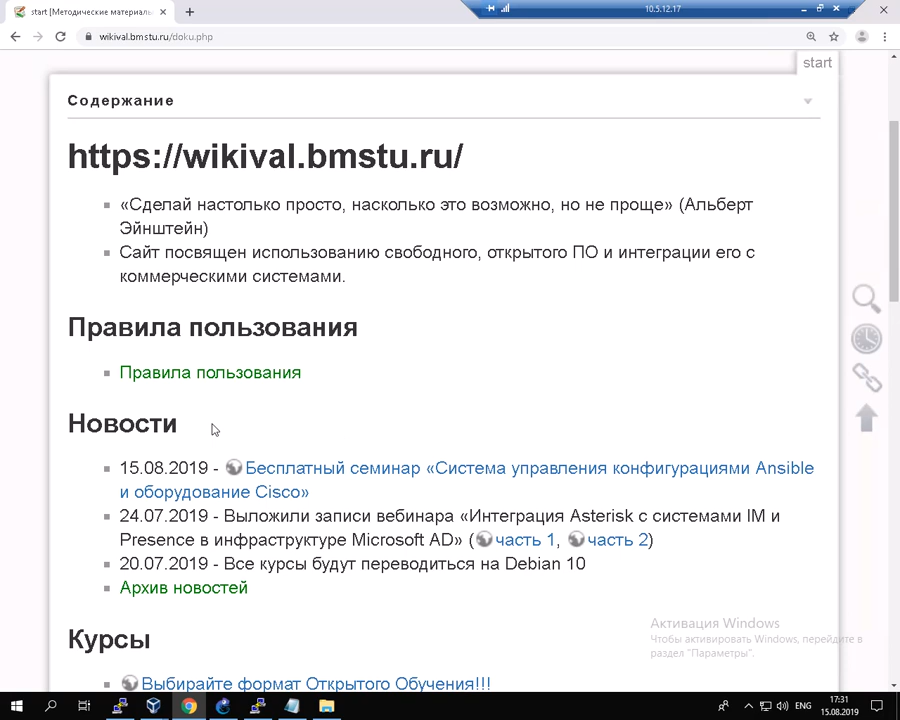 start [Методические материалы
10.5.12.17
wikival.bmstu.ru/doku.php
start
Содержание
https://wikival.bmstu.ru/
«Сделай настолько просто, насколько это возможно, но не проще» (Альберт
Эйнштейн)
Сайт посвящен использованию свободного, открытого ПО и интеграции его с
коммерческими системами.
Правила пользования
Правила пользования
Новости
15.08.2019 - Бесплатный семинар «Система управления конфигурациями Ansible
и оборудование Cisco»
24.07.2019 - Выложили записи вебинара «Интеграция Asterisk с системами IM и
Presence в инфраструктуре Microsoft AD» (часть 1, часть 2)
20.07.2019 - Все курсы будут переводиться на Debian 10
Архив новостей
Активация Windows
Чтобы активировать Windows, перейдите в
раздел "Параметры".
Курсы
Выбирайте формат Открытого Обучения!!!
ENG
17:31
15.08.2019